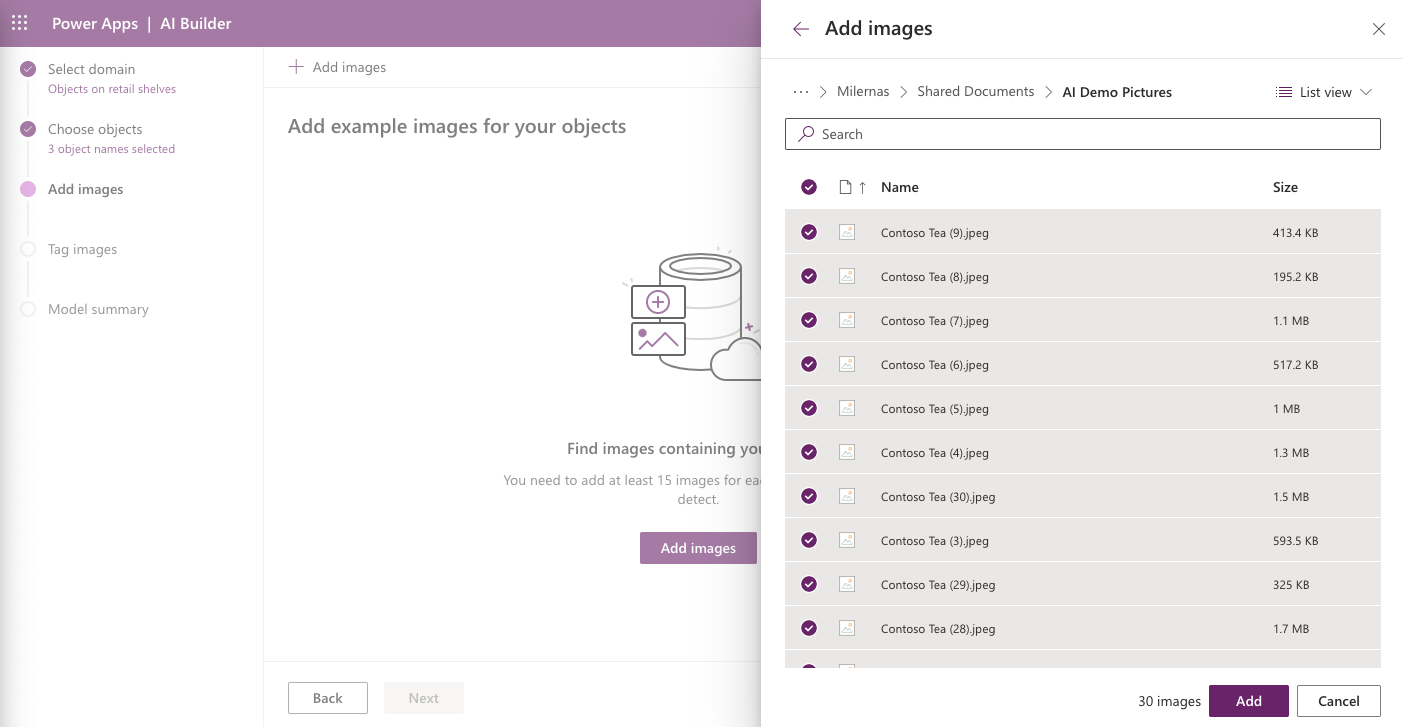 Power Apps | AI Builder
Select domain
Objects on retail shelves
Choose objects
3 object names selected
Add images
Tag images
Model summary
Add images
Add example images for your objects
Find images containing you
You need to add at least 15 images for ea
detect.
Add images
Back
Next
Add images
··· > Milernas > Shared Documents > AI Demo Pictures
List view
Search
Name Size
Contoso Tea (9).jpeg 413.4 KB
Contoso Tea (8).jpeg 195.2 KB
Contoso Tea (7).jpeg 1.1 MB
Contoso Tea (6).jpeg 517.2 KB
Contoso Tea (5).jpeg 1 MB
Contoso Tea (4).jpeg 1.3 MB
Contoso Tea (30).jpeg 1.5 MB
Contoso Tea (3).jpeg 593.5 KB
Contoso Tea (29).jpeg 325 KB
Contoso Tea (28).jpeg 1.7 MB
30 images
Add
Cancel